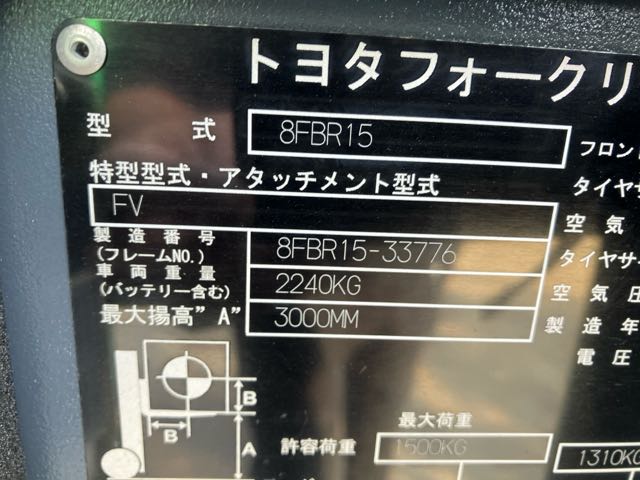 トヨタフォークリ
型式 8FBR15
フロント
特型型式・アタッチメント型式
タイヤサ
FV
空気
製造番号
(フレームNO.) 8FBR15-33776
タイヤサイ
車両重量
(バッテリー含む) 2240KG
空気圧
最大揚高"A" 3000MM
製造年
電圧
B
B
A
最大荷重
許容荷重 1500KG 1310KG